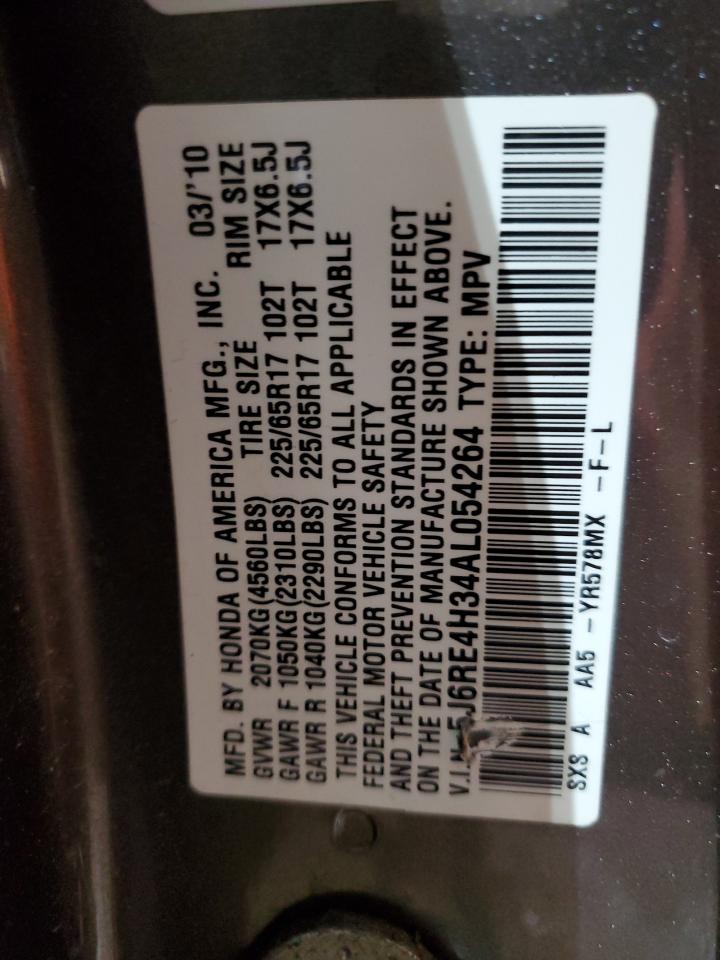 MFD. BY HONDA OF AMERICA MFG., INC. 03/'10
GVWR 2070KG(4560LBS) TIRE SIZE RIM SIZE
GAWR F 1050KG(2310LBS) 225/65R17 102T 17X6.5J
GAWR R 1040KG(2290LBS) 225/65R17 102T 17X6.5J
THIS VEHICLE CONFORMS TO ALL APPLICABLE
FEDERAL MOTOR VEHICLE SAFETY
AND THEFT PREVENTION STANDARDS IN EFFECT
ON THE DATE OF MANUFACTURE SHOWN ABOVE.
V.I.N. 5J6RE4H34AL054264 TYPE: MPV
SXS A AA5 -YR578MX -F-L